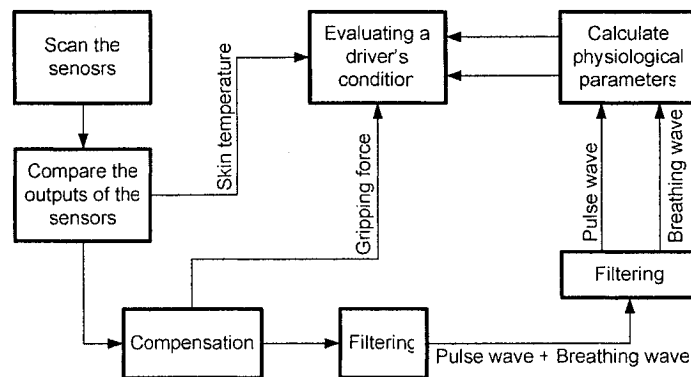 Scan the
senosrs
Evaluating a
driver's
condition
Calculate
physiological
parameters
Skin temperature
Compare the
outputs of the
sensors
Gripping force
Pulse wave
Breathing wave
Filtering
Compensation
Filtering
Pulse wave + Breathing wave